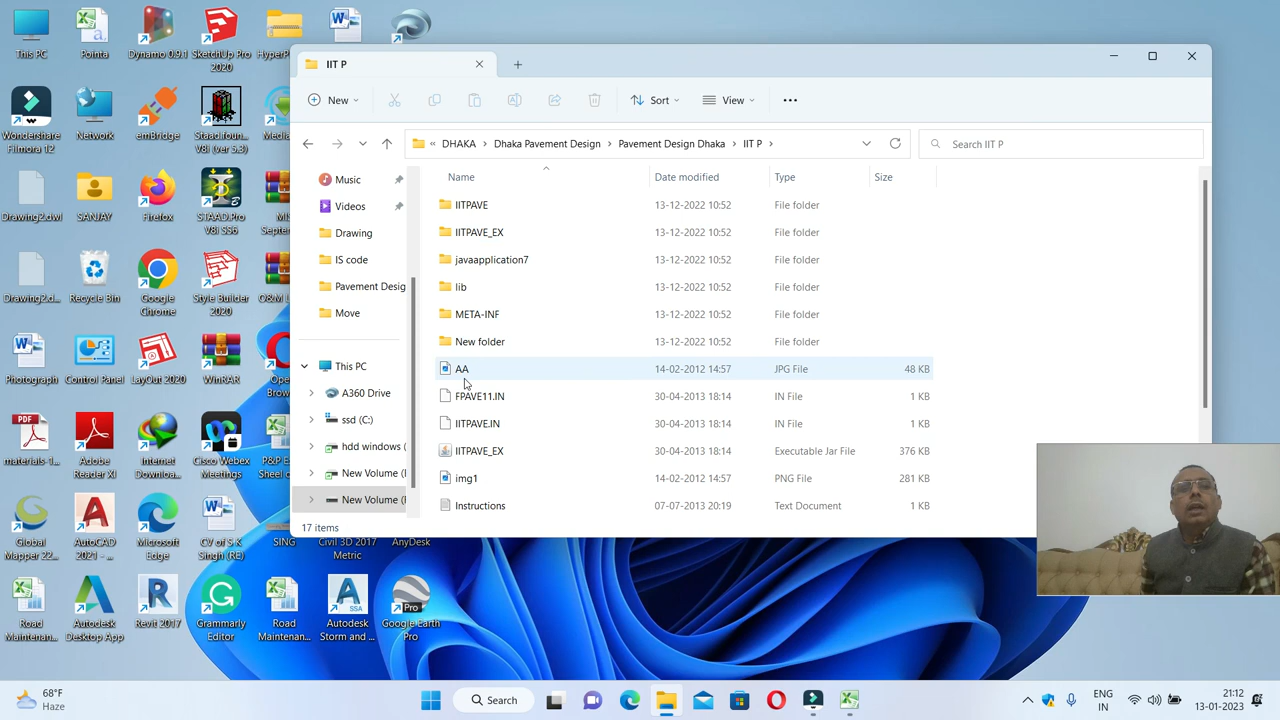 This PC
Pointa
Dynamo 0.9.1
SketchUp Pro
2020
HyperP
IIT P
New
Sort
View
DHAKA
Dhaka Pavement Design
Pavement Design Dhaka
IIT P
Search IIT P
Wondershare
Filmora 12
Network
emBridge
Staad.foun...
V8i (ver 5.3)
Media
Music
Videos
Drawing
IS code
Pavement Desig
Move
This PC
A360 Drive
ssd (C:)
hdd windows (
New Volume (
New Volume (
Name
Date modified
Type
Size
IIITPAVE
13-12-2022 10:52
File folder
IITPAVE_EX
13-12-2022 10:52
File folder
javaapplication7
13-12-2022 10:52
File folder
lib
13-12-2022 10:52
File folder
META-INF
13-12-2022 10:52
File folder
New folder
13-12-2022 10:52
File folder
AA
14-02-2012 14:57
JPG File
48 KB
FPAVE11.IN
30-04-2013 18:14
IN File
1 KB
IITPAVE.IN
30-04-2013 18:14
IN File
1 KB
IITPAVE_EX
30-04-2013 18:14
Executable Jar File
376 KB
img1
14-02-2012 14:57
PNG File
281 KB
Instructions
07-07-2013 20:19
Text Document
1 KB
17 items
Drawing2.dwl
SANJAY
Firefox
STAAD.Pro
V8i SS6
Septem
Drawing2.d...
Recycle Bin
Google
Chrome
Style Builder
2020
O&M
Photograph
Control Panel
LayOut 2020
WinRAR
Ope
Brow
PDF
materials-1...
Adobe
Reader XI
Internet
Downloa...
Cisco Webex
Meetings
P&P Es
Sheel c
Global
Mapper 22...
AutoCAD
2021 - ...
Microsoft
Edge
CV of S K
Singh (RE)
SING
Civil 3D 2017
Metric
AnyDesk
Road
Maintenan...
Autodesk
Desktop App
Revit 2017
Grammarly
Editor
Road
Maintenan...
SSA
Autodesk
Storm and ...
Pro
Google Earth
Pro
68°F
Haze
Search
ENG
IN
21:12
13-01-2023